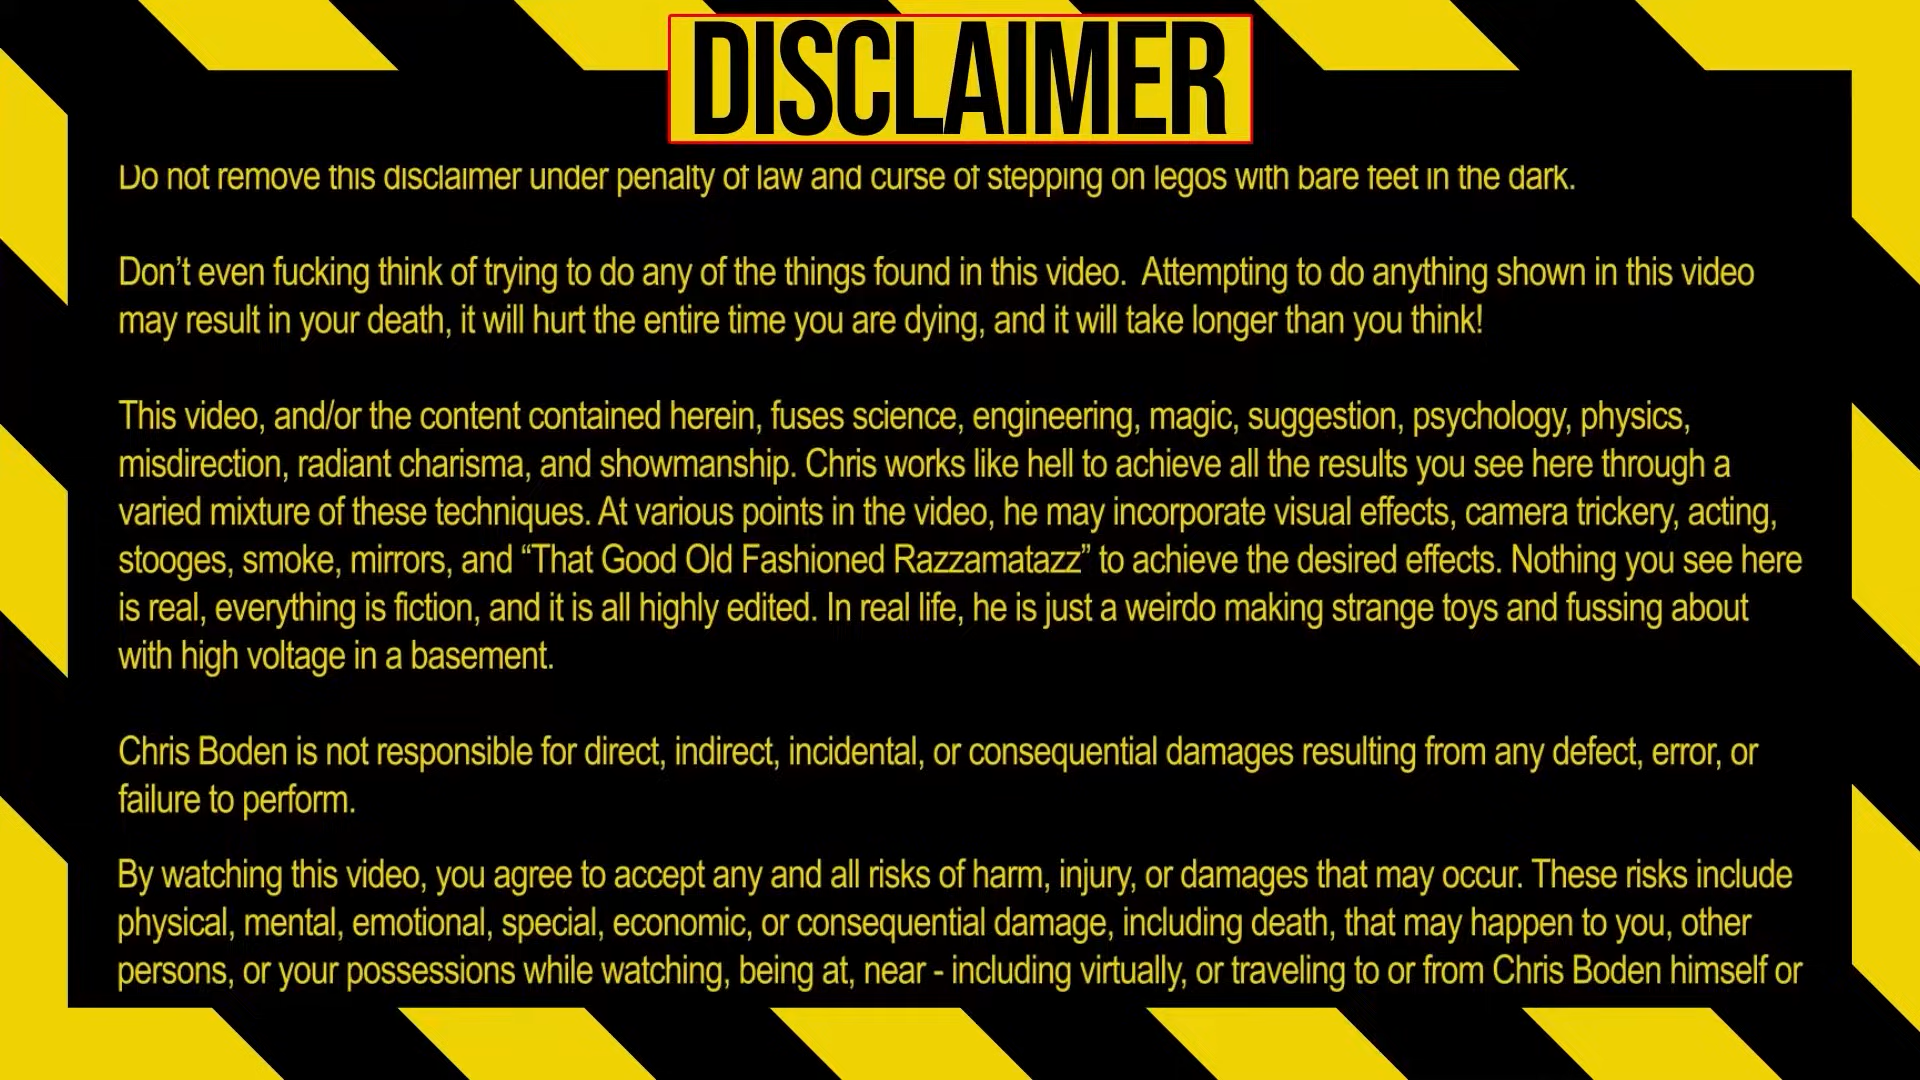 DISCLAIMER
Do not remove this disclaimer under penalty of law and curse of stepping on legos with bare feet in the dark.
Don’t even fucking think of trying to do any of the things found in this video.  Attempting to do anything shown in this video
may result in your death, it will hurt the entire time you are dying, and it will take longer than you think!
This video, and/or the content contained herein, fuses science, engineering, magic, suggestion, psychology, physics,
misdirection, radiant charisma, and showmanship. Chris works like hell to achieve all the results you see here through a
varied mixture of these techniques. At various points in the video, he may incorporate visual effects, camera trickery, acting,
stooges, smoke, mirrors, and “That Good Old Fashioned Razzamatazz” to achieve the desired effects. Nothing you see here
is real, everything is fiction, and it is all highly edited. In real life, he is just a weirdo making strange toys and fussing about
with high voltage in a basement.
Chris Boden is not responsible for direct, indirect, incidental, or consequential damages resulting from any defect, error, or
failure to perform.
By watching this video, you agree to accept any and all risks of harm, injury, or damages that may occur. These risks include
physical, mental, emotional, special, economic, or consequential damage, including death, that may happen to you, other
persons, or your possessions while watching, being at, near - including virtually, or traveling to or from Chris Boden himself or